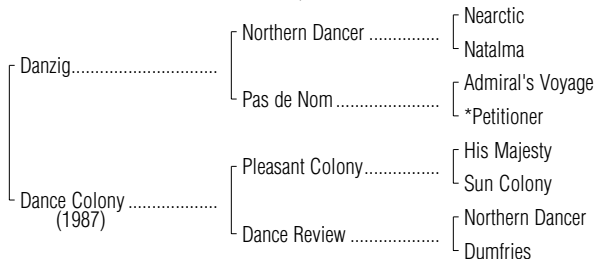 Nearctic
Northern Dancer ................
Natalma
Danzig................................
Admiral's Voyage
Pas de Nom .......................
*Petitioner
His Majesty
Pleasant Colony.................
Sun Colony
Dance Colony ....................
(1987)
Northern Dancer
Dance Review ....................
Dumfries